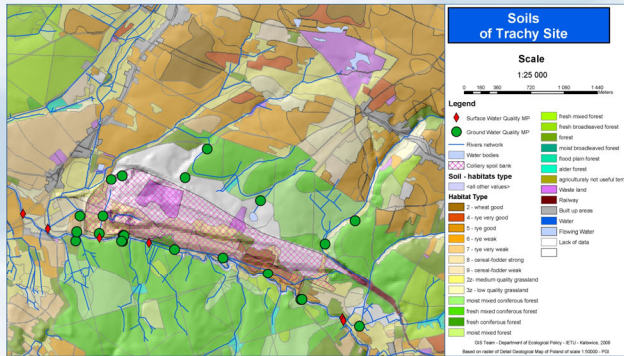 Soils
of Trachy Site
Scale
1:25 000
0 180 360 720 1 080 1 440
Meters
Legend
Surface Water Quality MP
Ground Water Quality MP
Rivers network
Water bodies
Colliery spoil bank
Soil - habitats type
<all other values>
Habitat Type
2 - wheat good
4 - rye very good
5 - rye good
6 - rye weak
7 - rye very weak
8 - cereal-fodder strong
9 - cereal-fodder weak
2z- medium quality grassland
3z - low quality grassland
most mixed coniferous forest
fresh mixed coniferous forest
fresh coniferous forest
most mixed forest
fresh mixed forest
fresh broadleaved forest
forest
moist broadleaved forest
flood plain forest
alder forest
agriculturely not useful terr
Waste land
Railway
Built up areas
Water
Flowing Water
Lack of data
GIS Team - Department of Ecological Policy - IETU - Katowice, 2008
Based on raster of Detail Geological Map of Poland of scale 1:50000 - PGI